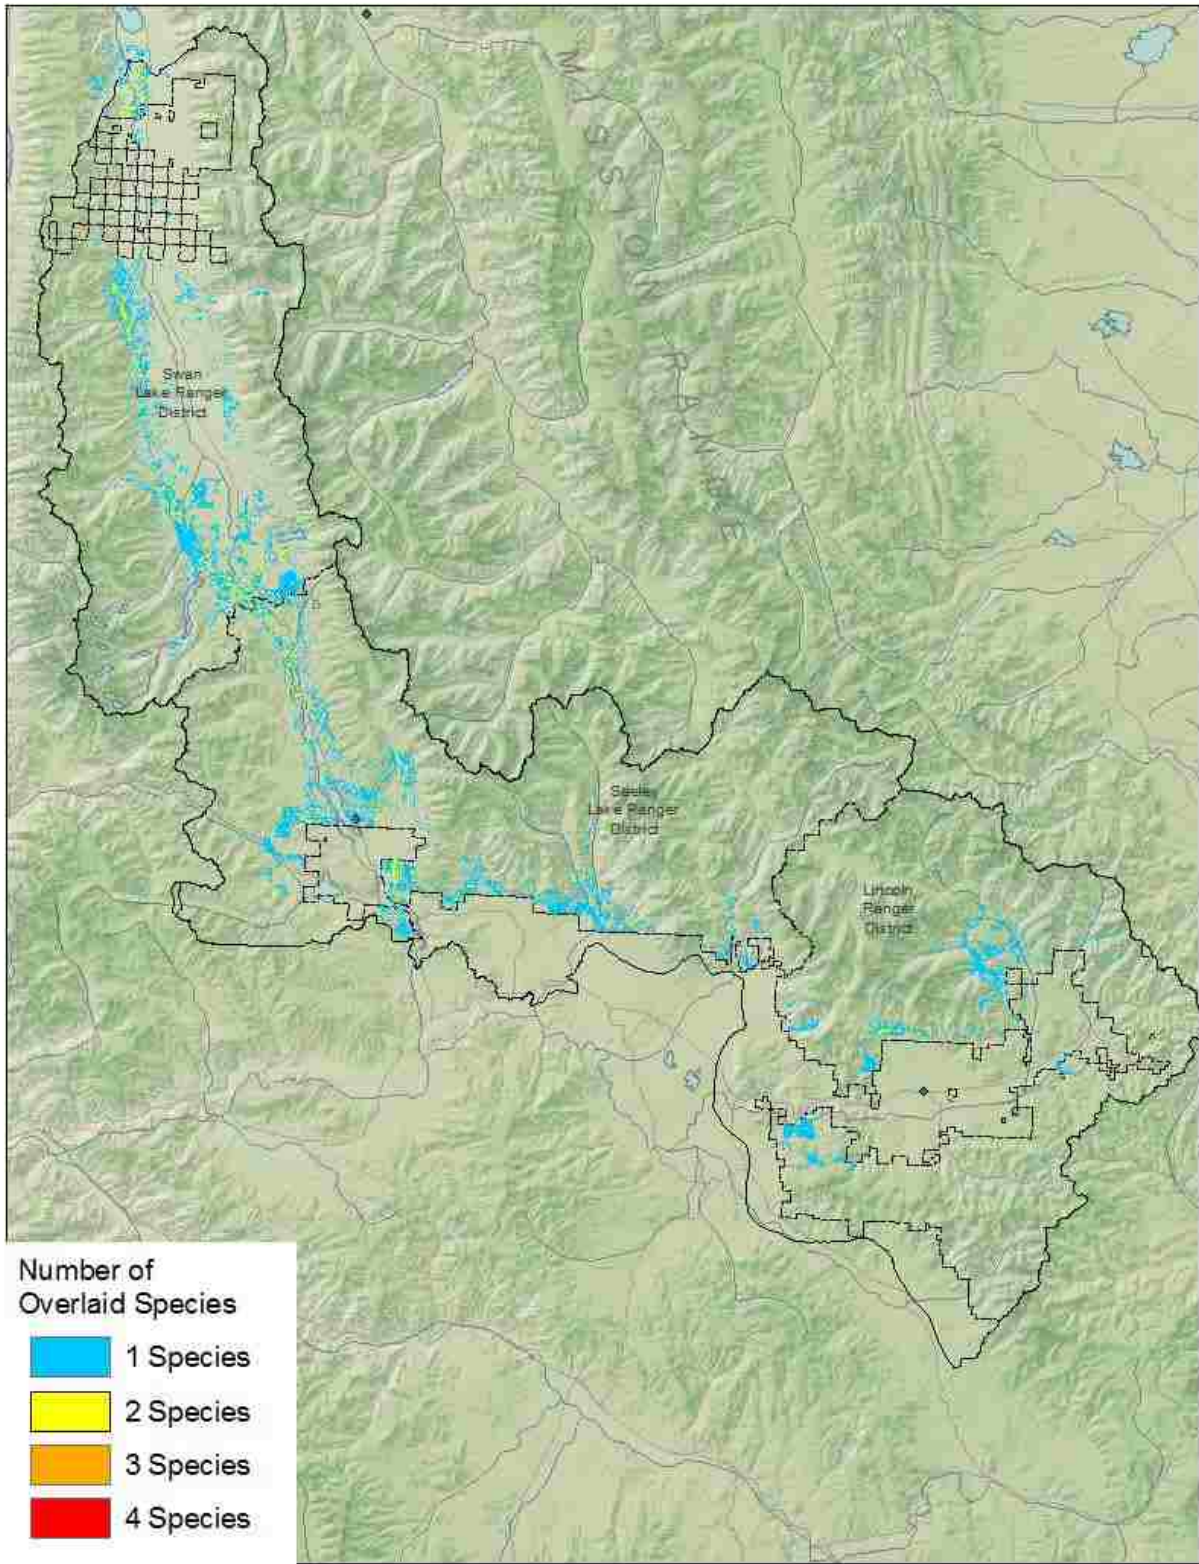 MISSION RANGE
Swan
Lake Ranger
District
Seeley
Lake Ranger
District
Lincoln
Ranger
District
Number of
Overlaid Species
1 Species
2 Species
3 Species
4 Species